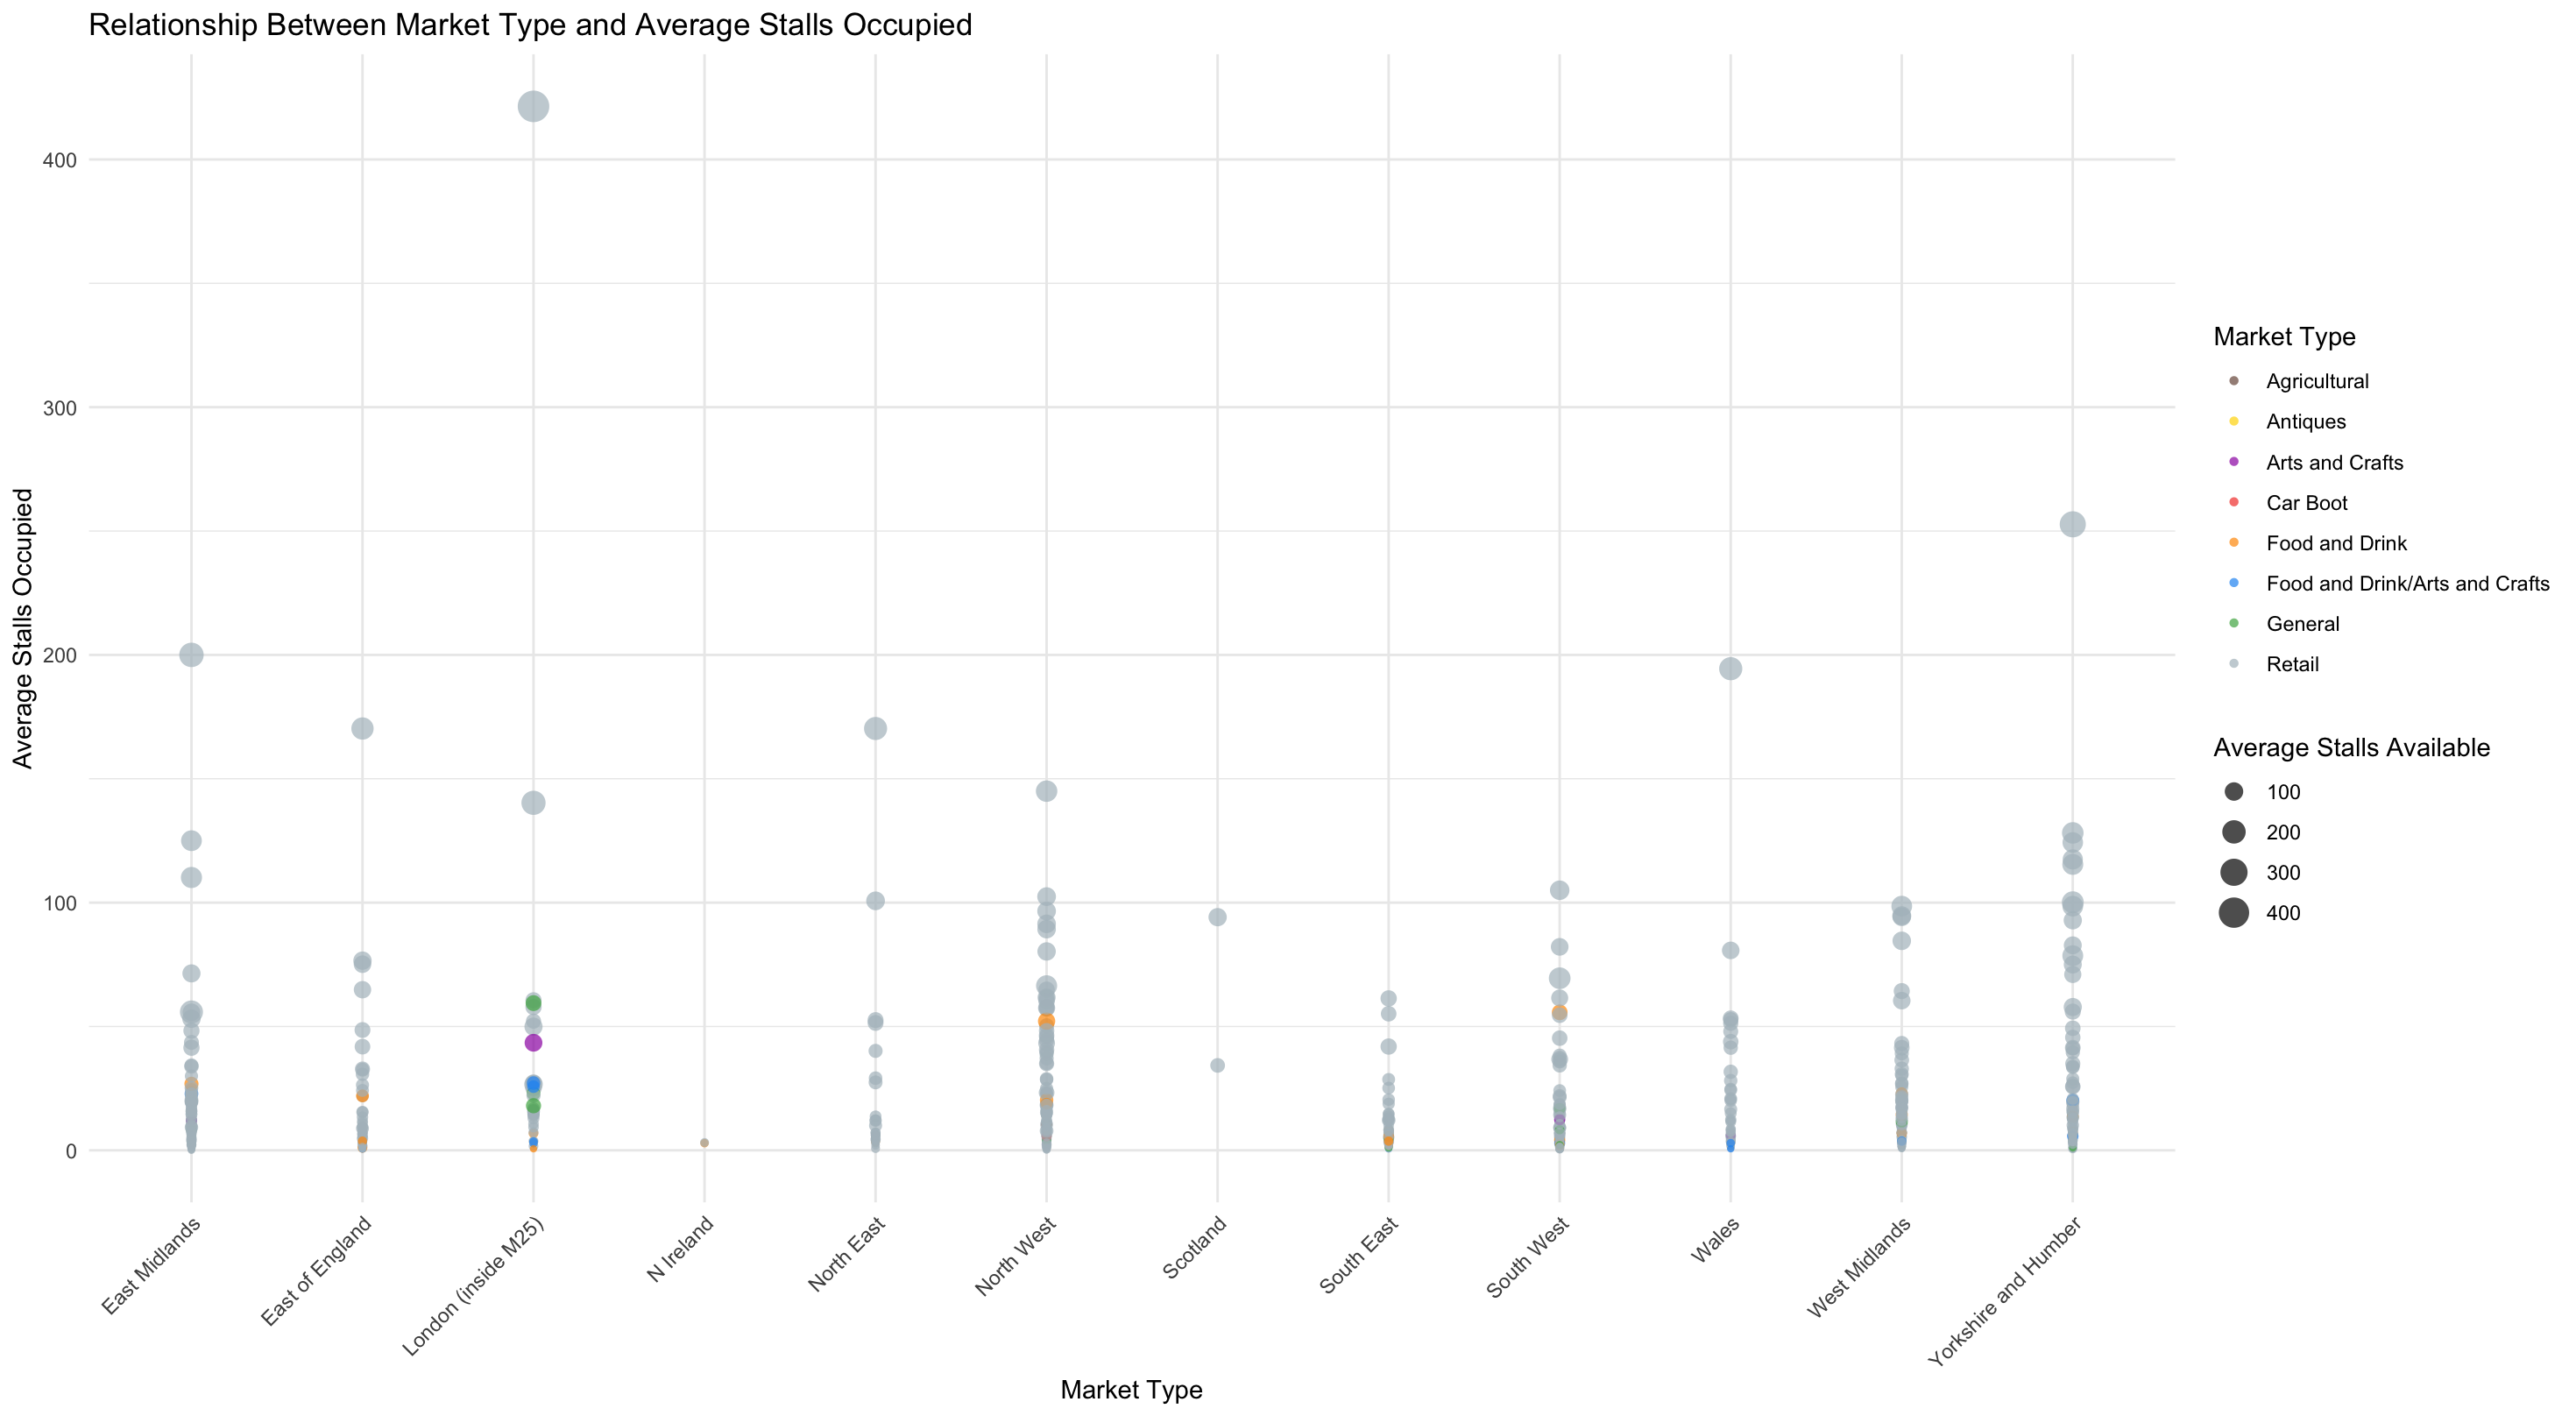 Relationship Between Market Type and Average Stalls Occupied
Average Stalls Occupied
400
300
200
100
0
East Midlands
East of England
London (inside M25)
N Ireland
North East
North West
Scotland
South East
South West
Wales
West Midlands
Yorkshire and Humber
Market Type
Market Type
Agricultural
Antiques
Arts and Crafts
Car Boot
Food and Drink
Food and Drink/Arts and Crafts
General
Retail
Average Stalls Available
100
200
300
400